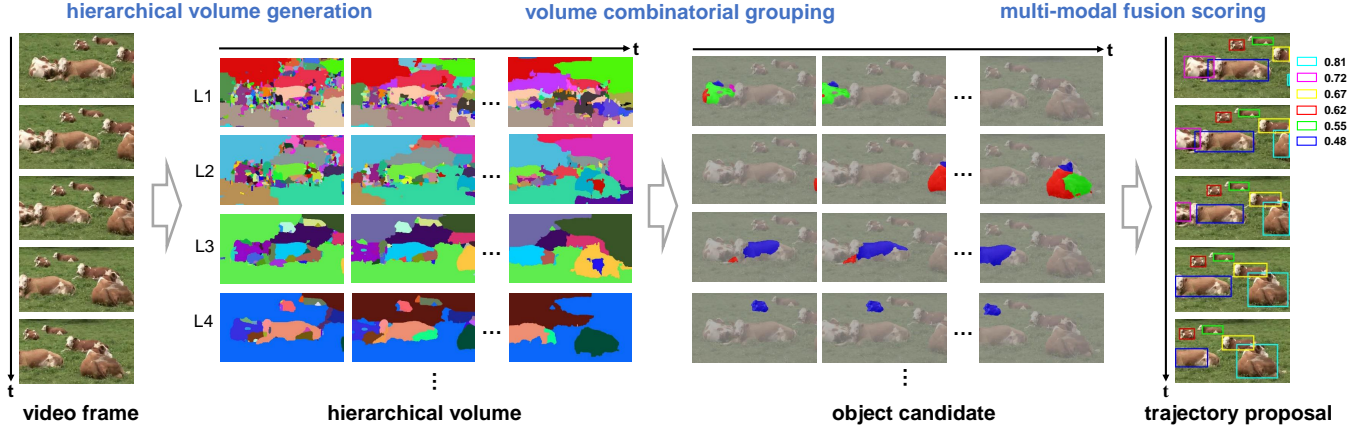 hierarchical volume generation
volume combinatorial grouping
multi-modal fusion scoring
t
t
0.81
0.72
0.67
0.62
0.55
0.48
L1
...
...
L2
...
...
L3
...
...
L4
...
...
...
...
t
t
video frame
hierarchical volume
object candidate
trajectory proposal